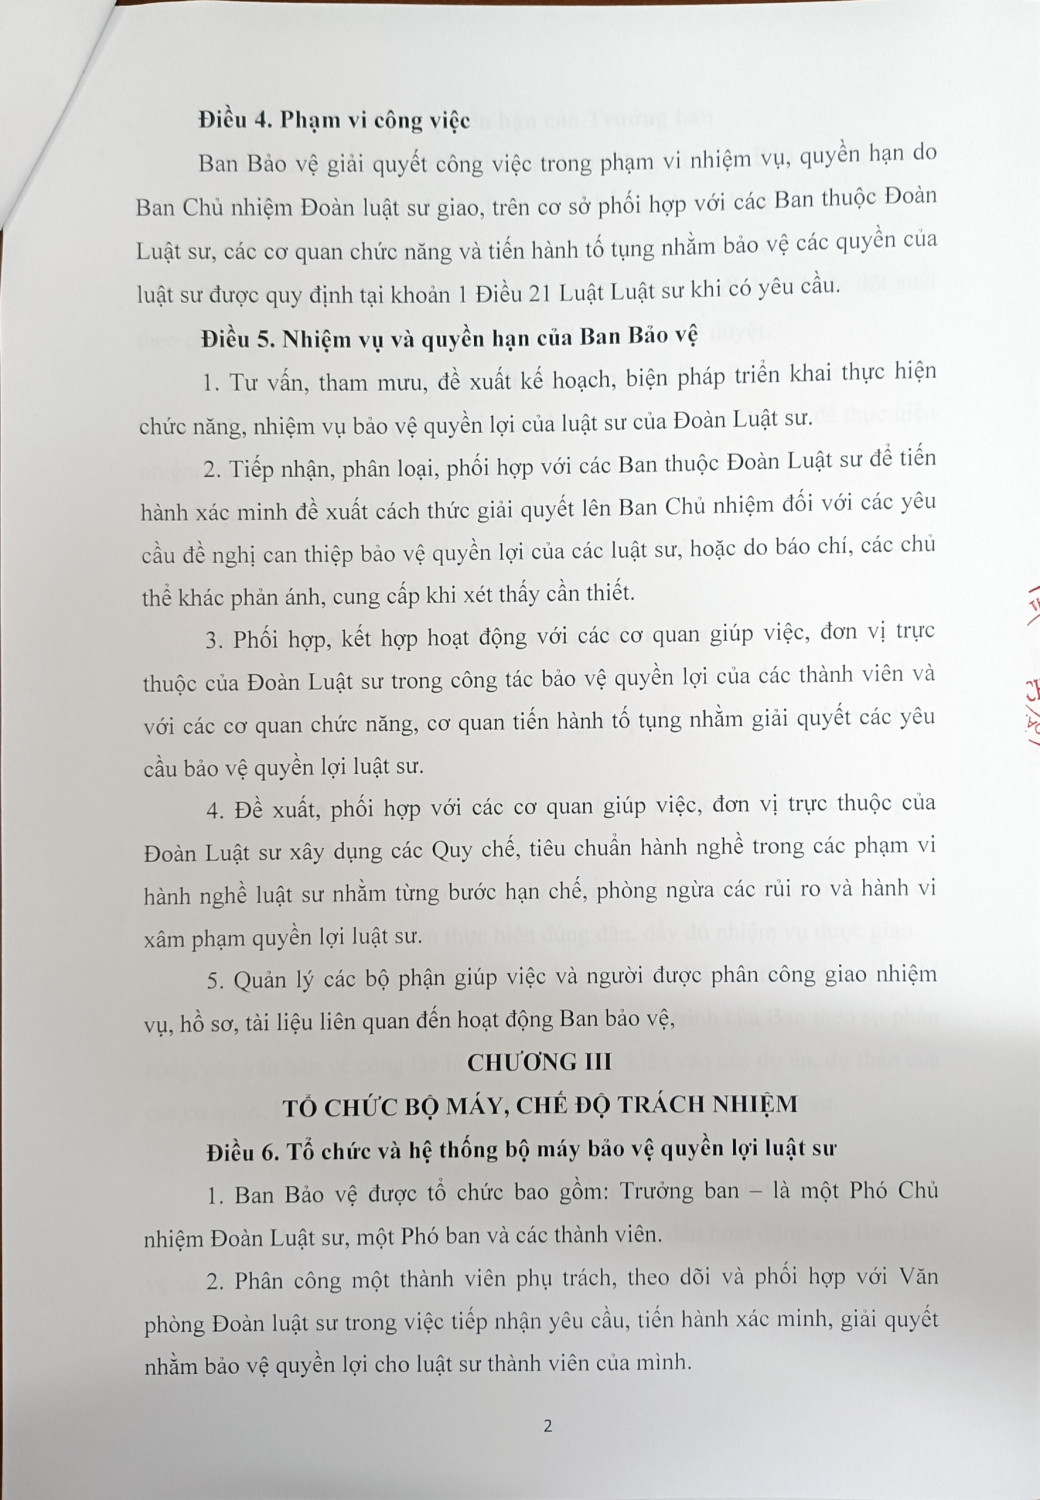 Điều 4. Phạm vi công việc
Ban Bảo vệ giải quyết công việc trong phạm vi nhiệm vụ, quyền hạn do
Ban Chủ nhiệm Đoàn luật sư giao, trên cơ sở phối hợp với các Ban thuộc Đoàn
Luật sư, các cơ quan chức năng và tiến hành tố tụng nhằm bảo vệ các quyền của
luật sư được quy định tại khoản 1 Điều 21 Luật Luật sư khi có yêu cầu.
Điều 5. Nhiệm vụ và quyền hạn của Ban Bảo vệ
1. Tư vấn, tham mưu, đề xuất kế hoạch, biện pháp triển khai thực hiện
chức năng, nhiệm vụ bảo vệ quyền lợi của luật sư của Đoàn Luật sư.
2. Tiếp nhận, phân loại, phối hợp với các Ban thuộc Đoàn Luật sư để tiến
hành xác minh đề xuất cách thức giải quyết lên Ban Chủ nhiệm đối với các yêu
cầu đề nghị can thiệp bảo vệ quyền lợi của các luật sư, hoặc do báo chí, các chủ
thể khác phản ánh, cung cấp khi xét thấy cần thiết.
3. Phối hợp, kết hợp hoạt động với các cơ quan giúp việc, đơn vị trực
thuộc của Đoàn Luật sư trong công tác bảo vệ quyền lợi của các thành viên và
với các cơ quan chức năng, cơ quan tiến hành tố tụng nhằm giải quyết các yêu
cầu bảo vệ quyền lợi luật sư.
4. Đề xuất, phối hợp với các cơ quan giúp việc, đơn vị trực thuộc của
Đoàn Luật sư xây dụng các Quy chế, tiêu chuẩn hành nghề trong các phạm vi
hành nghề luật sư nhằm từng bước hạn chế, phòng ngừa các rủi ro và hành vi
xâm phạm quyền lợi luật sư.
5. Quản lý các bộ phận giúp việc và người được phân công giao nhiệm
vụ, hồ sơ, tài liệu liên quan đến hoạt động Ban bảo vệ,
CHƯƠNG III
TỔ CHỨC BỘ MÁY, CHẾ ĐỘ TRÁCH NHIỆM
Điều 6. Tổ chức và hệ thống bộ máy bảo vệ quyền lợi luật sư
1. Ban Bảo vệ được tổ chức bao gồm: Trưởng ban – là một Phó Chủ
nhiệm Đoàn Luật sư, một Phó ban và các thành viên.
2. Phân công một thành viên phụ trách, theo dõi và phối hợp với Văn
phòng Đoàn luật sư trong việc tiếp nhận yêu cầu, tiến hành xác minh, giải quyết
nhằm bảo vệ quyền lợi cho luật sư thành viên của mình.
2